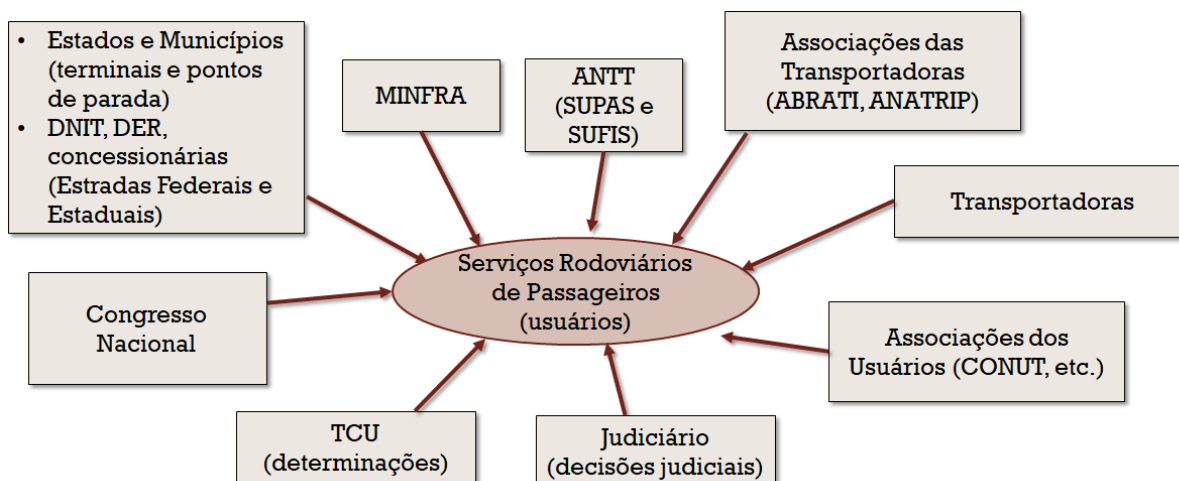 • Estados e Municípios
(terminais e pontos
de parada)
• DNIT, DER,
concessionárias
(Estradas Federais e
Estaduais)
MINFRA
ANTT
(SUPAS e
SUFIS)
Associações das
Transportadoras
(ABRATI, ANATRIP)
Transportadoras
Serviços Rodoviários
de Passageiros
(usuários)
Congresso
Nacional
Associações dos
Usuários (CONUT, etc.)
TCU
(determinações)
Judiciário
(decisões judiciais)